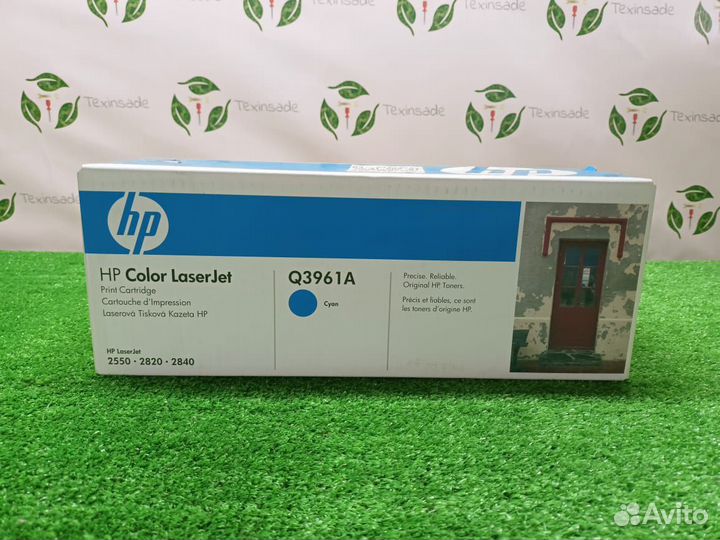 Texinsade
Texinsade
Texinsade
Texinsade
Texinsade
Texinsade
Texinsade
hp
hp
HP Color LaserJet
Print Cartridge
Cartouche d'Impression
Laserová Tisková Kazeta HP
HP LaserJet
2550 • 2820 • 2840
Q3961A
Cyan
Precise. Reliable.
Original HP Toners.
Précis et fiables, ce sont
les toners d'origine HP.
Avito